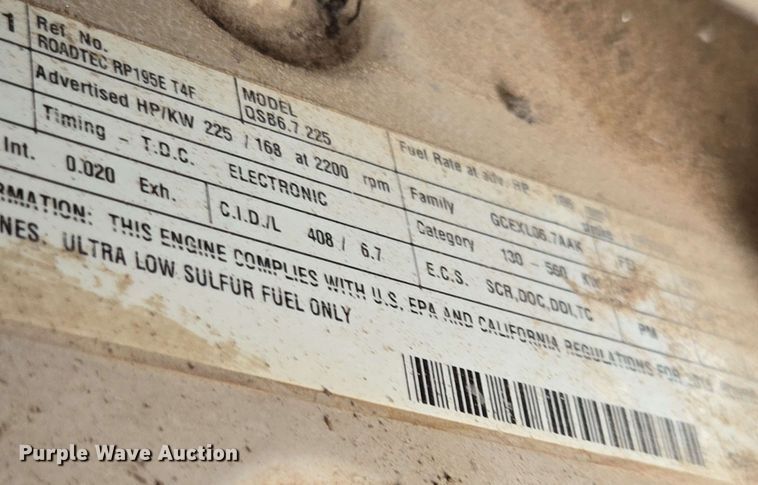 1 Ref. No.
ROADTEC RP195E T4F
MODEL
QSB6.7 225
Fuel Rate at adv. HP
Advertised HP/KW 225 / 168 at 2200 rpm
Family GCEXL06.7AAK
Timing - T.D.C. ELECTRONIC
Category 130 - 560 KW
Int. 0.020 Exh.
C.I.D./L 408 / 6.7
E.C.S. SCR,DOC,DDI,TC
PM
RMATION: THIS ENGINE COMPLIES WITH U.S. EPA AND CALIFORNIA REGULATIONS FOR
NES. ULTRA LOW SULFUR FUEL ONLY
Purple Wave Auction